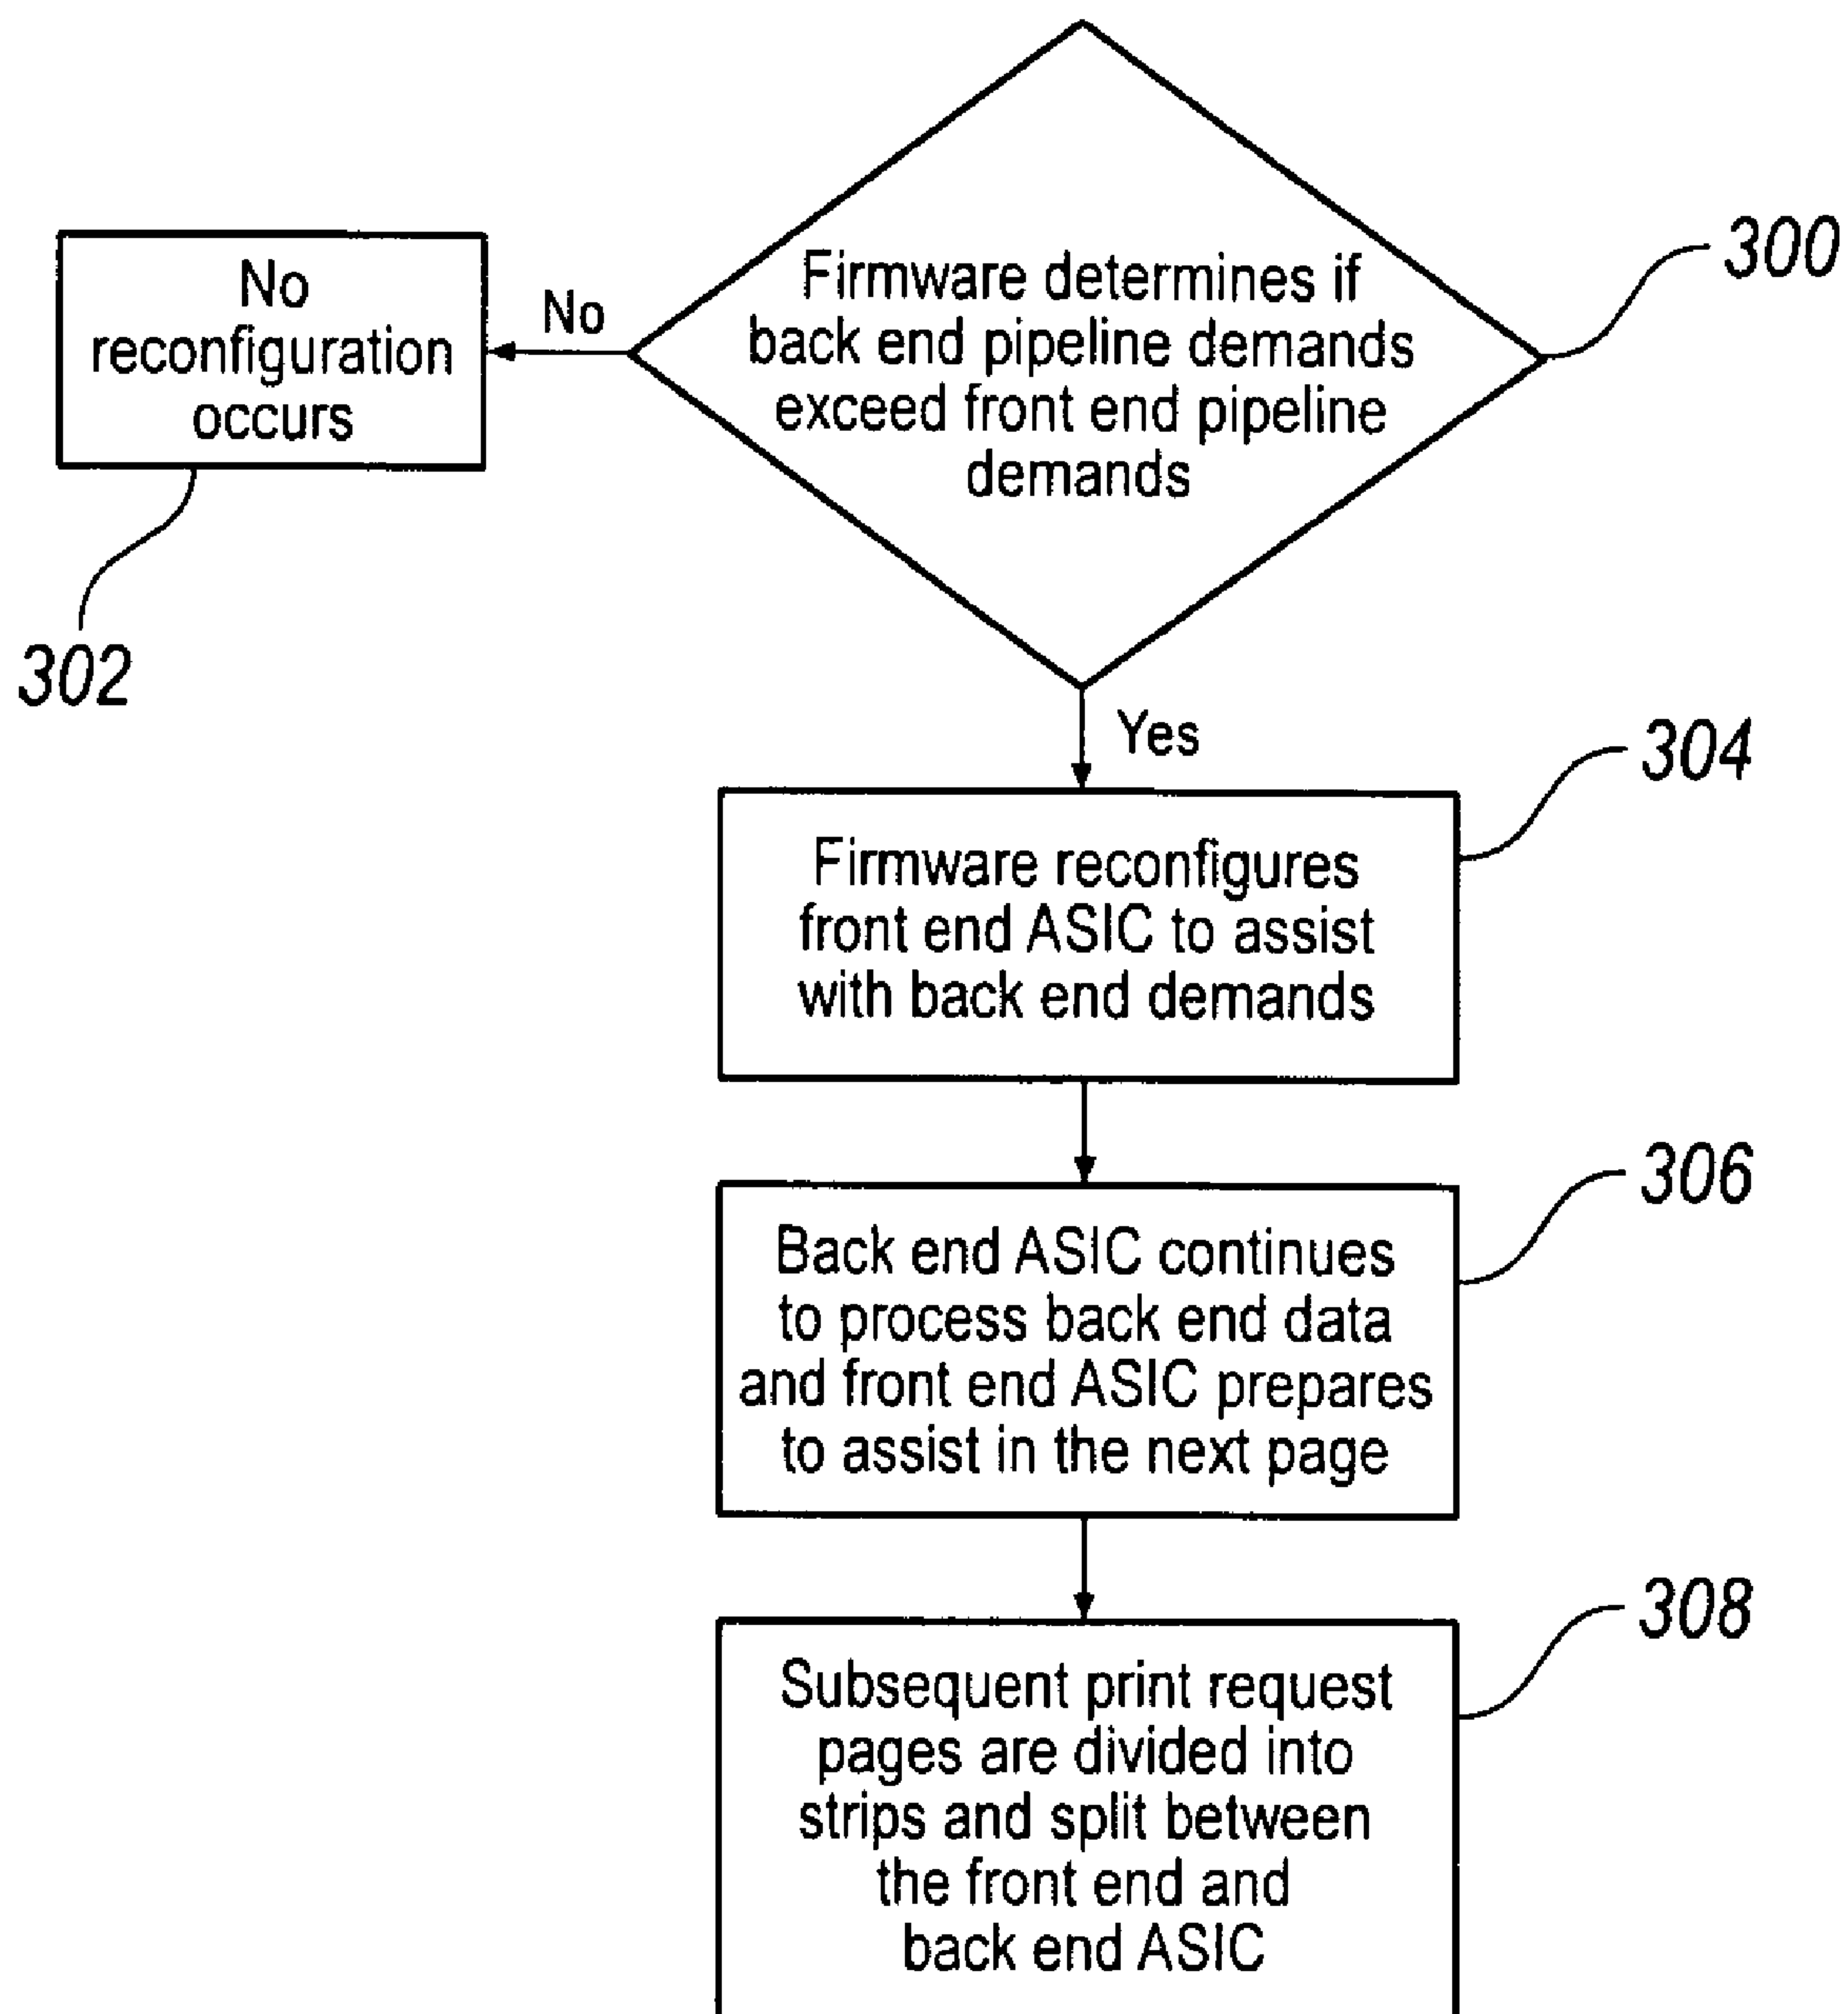 Firmware determines if
back end pipeline demands
exceed front end pipeline
demands
300
No
No
reconfiguration
occurs
302
Yes
304
Firmware reconfigures
front end ASIC to assist
with back end demands
306
Back end ASIC continues
to process back end data
and front end ASIC prepares
to assist in the next page
308
Subsequent print request
pages are divided into
strips and split between
the front end and
back end ASIC